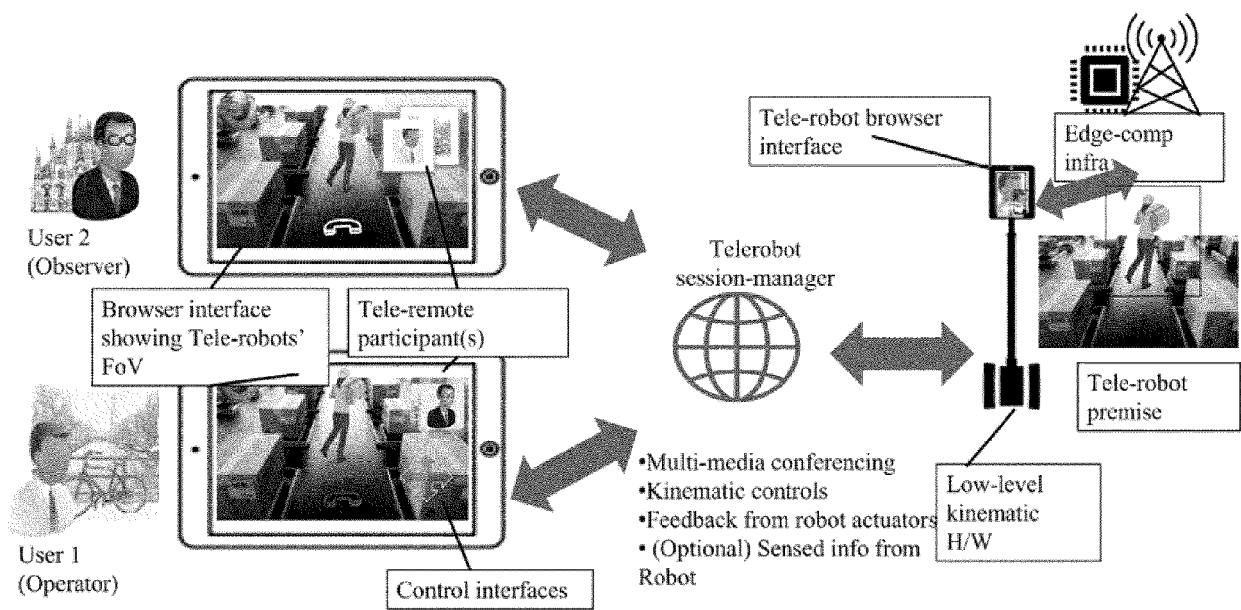 User 2
(Observer)
Browser interface
showing Tele-robots'
FoV
Tele-remote
participant(s)
User 1
(Operator)
Control interfaces
Telerobot
session-manager
•Multi-media conferencing
•Kinematic controls
•Feedback from robot actuators
• (Optional) Sensed info from
Robot
Tele-robot browser
interface
Edge-comp
infra
Tele-robot
premise
Low-level
kinematic
H/W